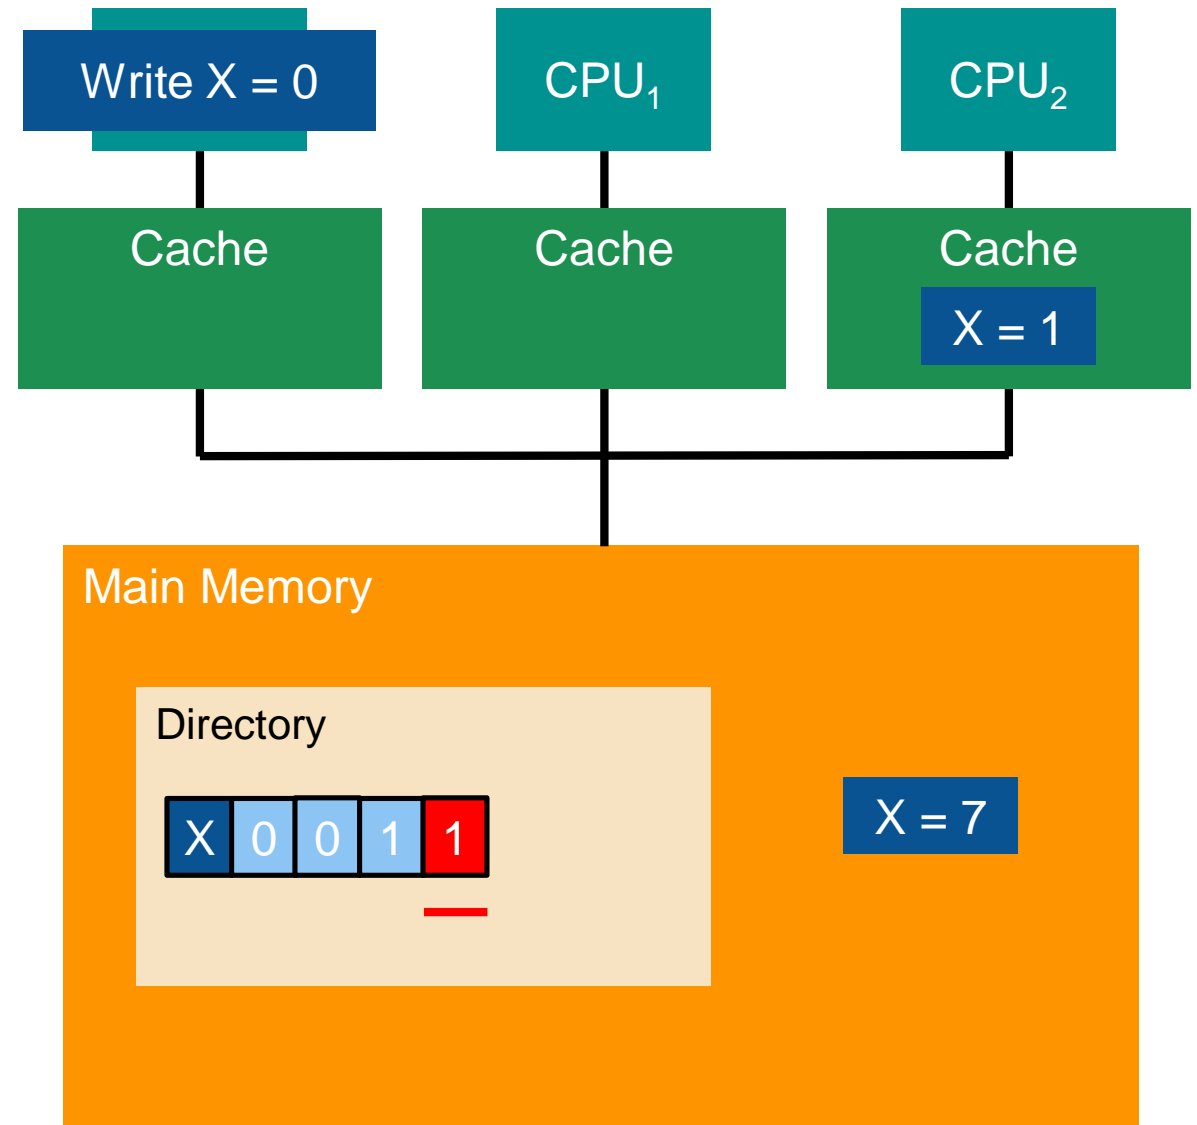 Write X = 0
CPU₁
CPU₂
Cache
Cache
Cache
X = 1
Main Memory
Directory
X 0 0 1 1
X = 7